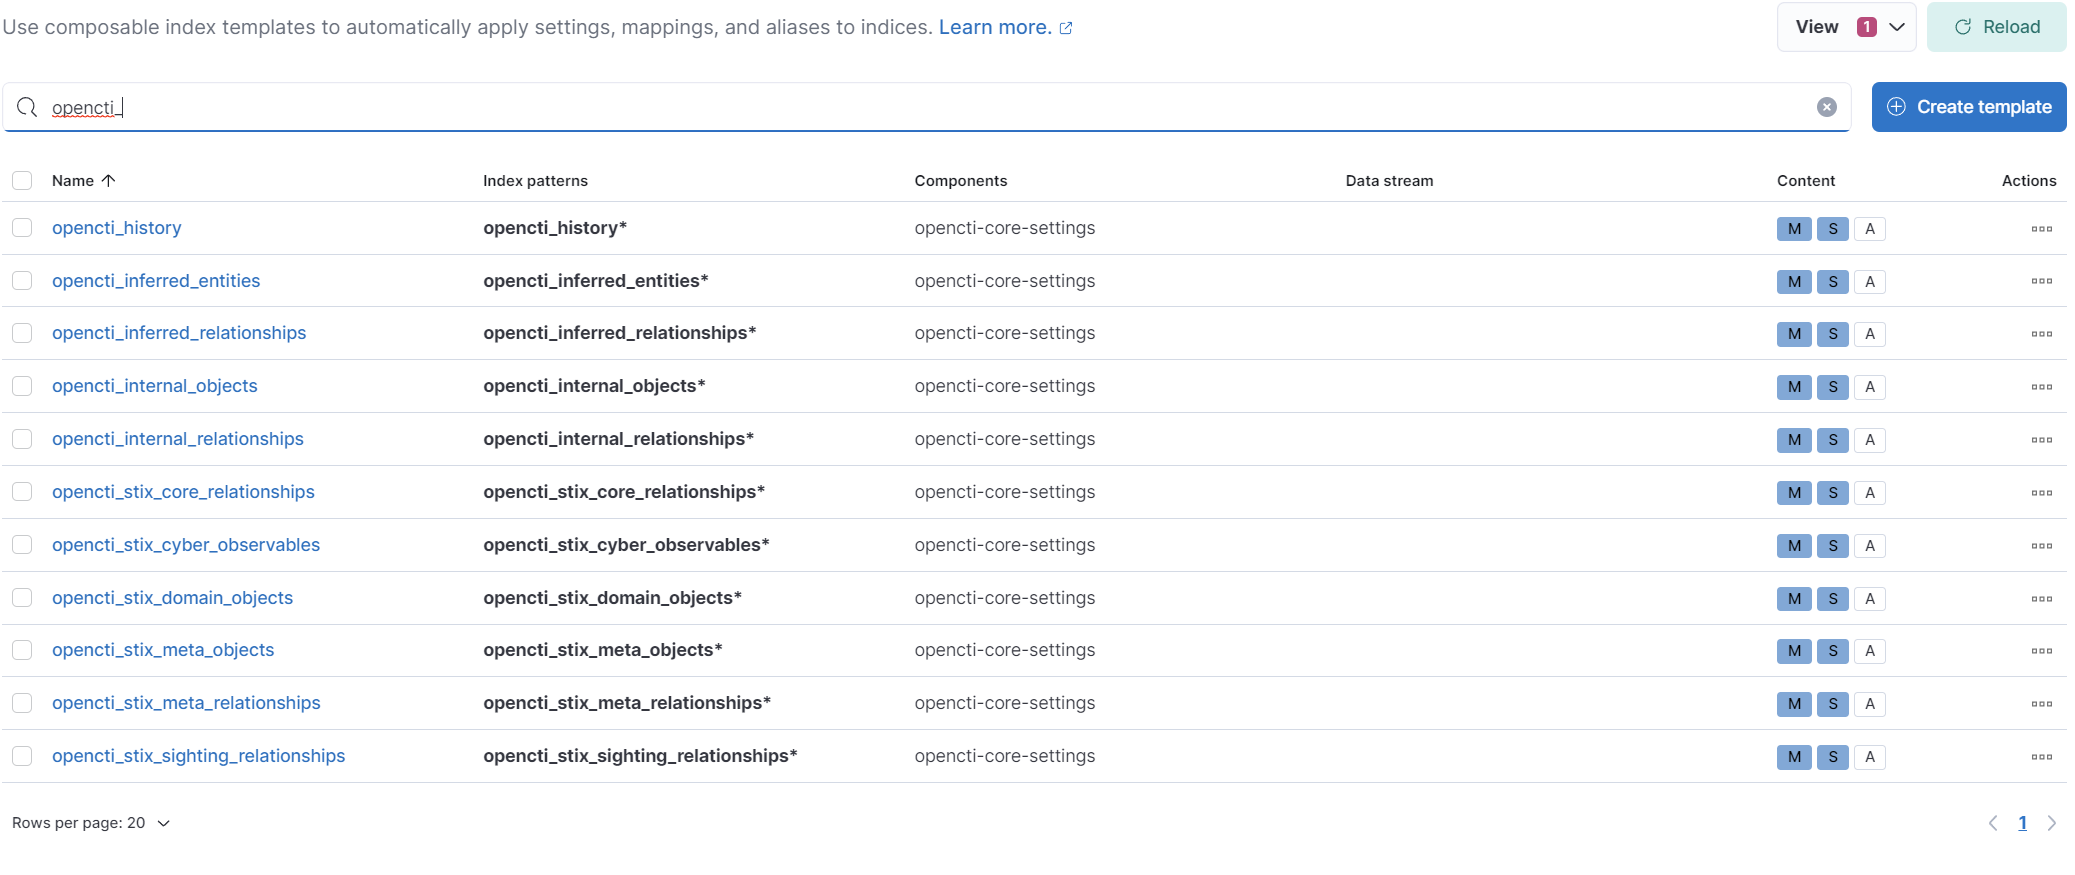 Use composable index templates to automatically apply settings, mappings, and aliases to indices. Learn more.
View 1
Reload
opencti_
Create template
Name Index patterns Components Data stream Content Actions
opencti_history opencti_history* opencti-core-settings M S A
opencti_inferred_entities opencti_inferred_entities* opencti-core-settings M S A
opencti_inferred_relationships opencti_inferred_relationships* opencti-core-settings M S A
opencti_internal_objects opencti_internal_objects* opencti-core-settings M S A
opencti_internal_relationships opencti_internal_relationships* opencti-core-settings M S A
opencti_stix_core_relationships opencti_stix_core_relationships* opencti-core-settings M S A
opencti_stix_cyber_observables opencti_stix_cyber_observables* opencti-core-settings M S A
opencti_stix_domain_objects opencti_stix_domain_objects* opencti-core-settings M S A
opencti_stix_meta_objects opencti_stix_meta_objects* opencti-core-settings M S A
opencti_stix_meta_relationships opencti_stix_meta_relationships* opencti-core-settings M S A
opencti_stix_sighting_relationships opencti_stix_sighting_relationships* opencti-core-settings M S A
Rows per page: 20
1